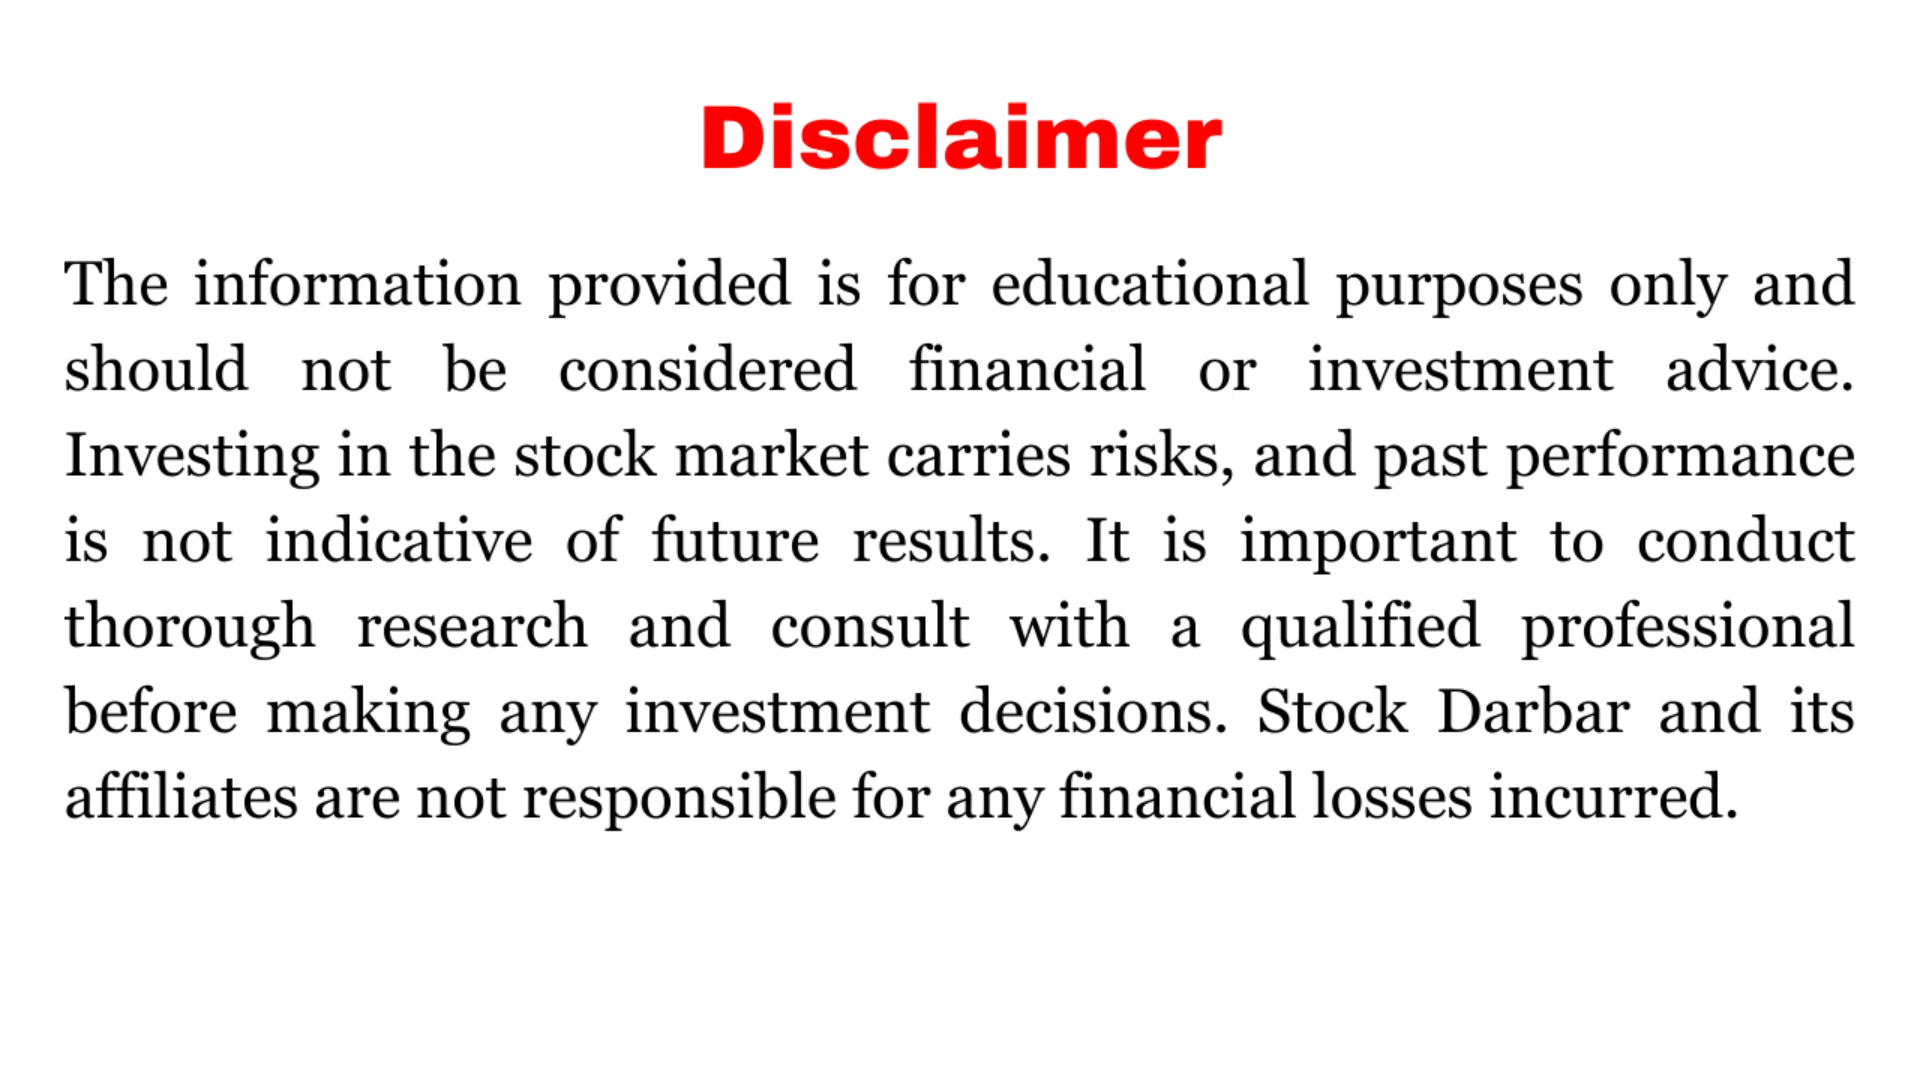 Disclaimer
The information provided is for educational purposes only and
should not be considered financial or investment advice.
Investing in the stock market carries risks, and past performance
is not indicative of future results. It is important to conduct
thorough research and consult with a qualified professional
before making any investment decisions. Stock Darbar and its
affiliates are not responsible for any financial losses incurred.